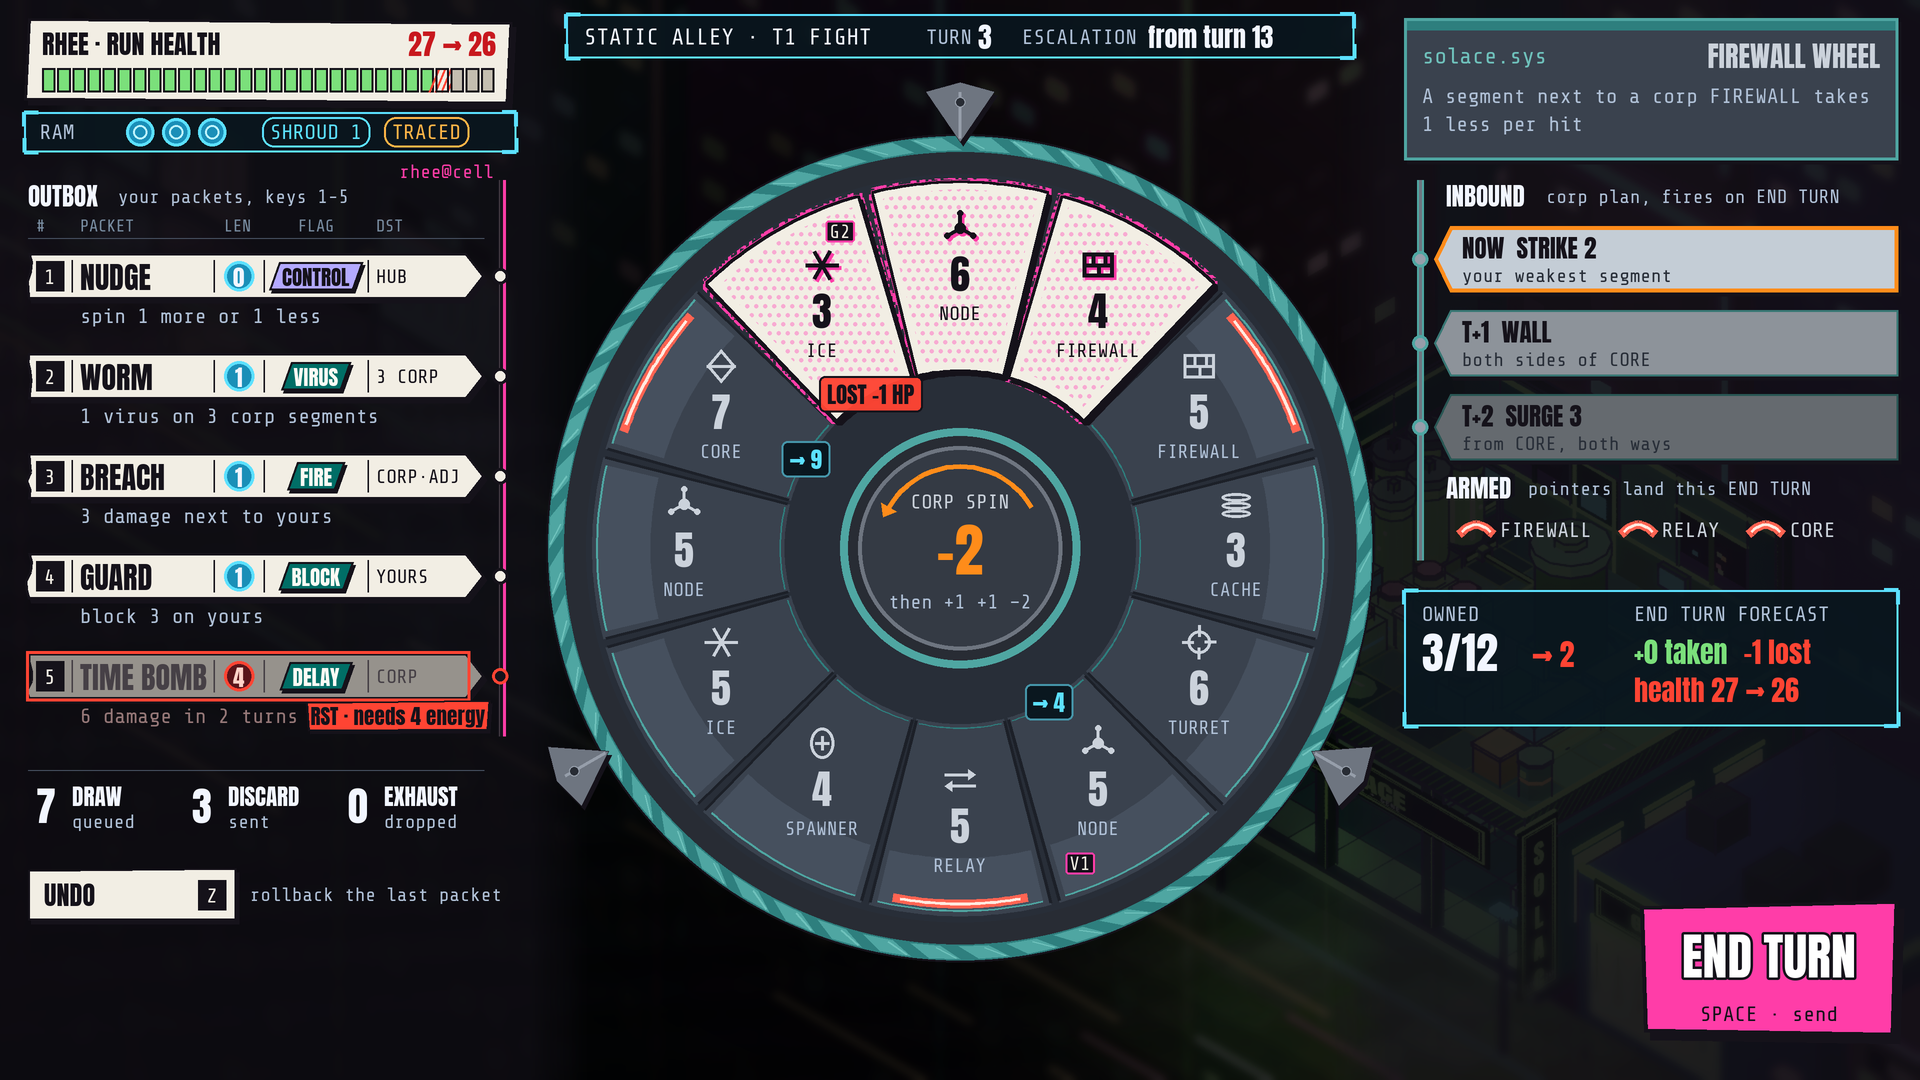 RHEE · RUN HEALTH 27 → 26
RAM SHROUD 1 TRACED
rhee@cell
OUTBOX your packets, keys 1-5
# PACKET LEN FLAG DST
1 NUDGE 0 CONTROL HUB
spin 1 more or 1 less
2 WORM 1 VIRUS 3 CORP
1 virus on 3 corp segments
3 BREACH 1 FIRE CORP·ADJ
3 damage next to yours
4 GUARD 1 BLOCK YOURS
block 3 on yours
5 TIME BOMB 4 DELAY CORP
6 damage in 2 turns RST · needs 4 energy
7 DRAW queued
3 DISCARD sent
0 EXHAUST dropped
UNDO Z rollback the last packet
STATIC ALLEY · T1 FIGHT TURN 3 ESCALATION from turn 13
G2
3
ICE
6
NODE
4
FIREWALL
LOST -1 HP
7
CORE
→ 9
5
FIREWALL
5
NODE
3
CACHE
CORP SPIN
-2
then +1 +1 -2
5
ICE
6
TURRET
→ 4
4
SPAWNER
5
RELAY
5
NODE
V1
solace.sys FIREWALL WHEEL
A segment next to a corp FIREWALL takes
1 less per hit
INBOUND corp plan, fires on END TURN
NOW STRIKE 2
your weakest segment
T+1 WALL
both sides of CORE
T+2 SURGE 3
from CORE, both ways
ARMED pointers land this END TURN
FIREWALL RELAY CORE
OWNED END TURN FORECAST
3/12 → 2 +0 taken -1 lost
health 27 → 26
END TURN
SPACE · send